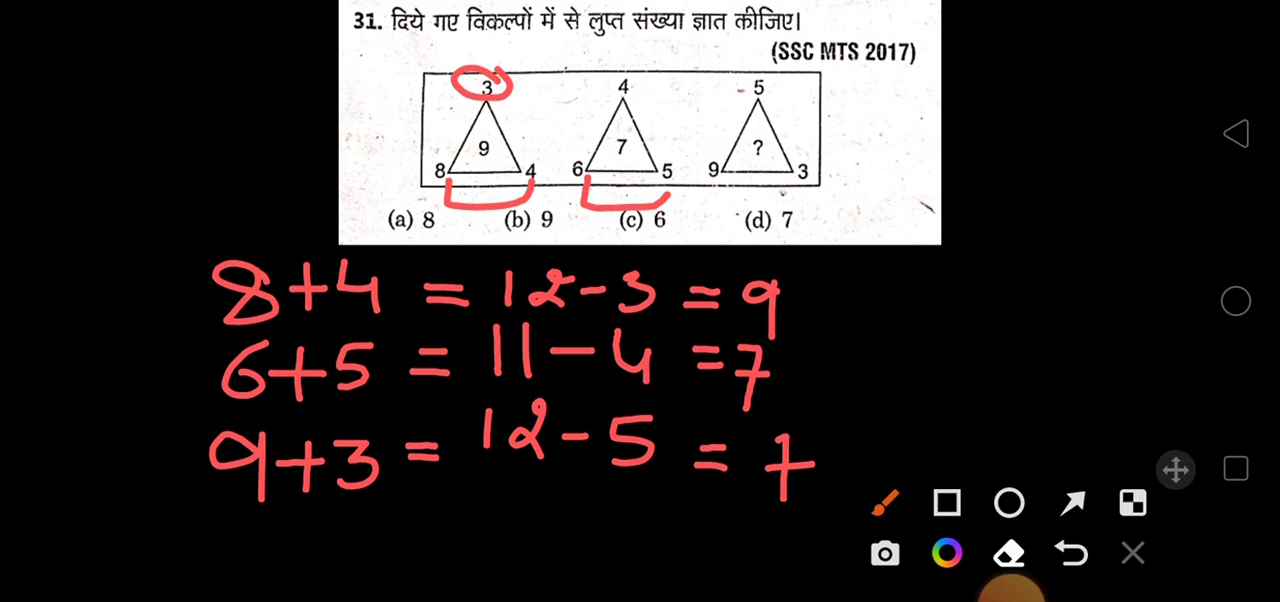 31. दिये गए विकल्पों में से लुप्त संख्या ज्ञात कीजिए।
(SSC MTS 2017)
3 4 5
9 7 ?
8 4 6 5 9 3
(a) 8 (b) 9 (c) 6 (d) 7
8+4 = 12-3 = 9
6+5 = 11-4 =7
9+3 = 12-5 = 7